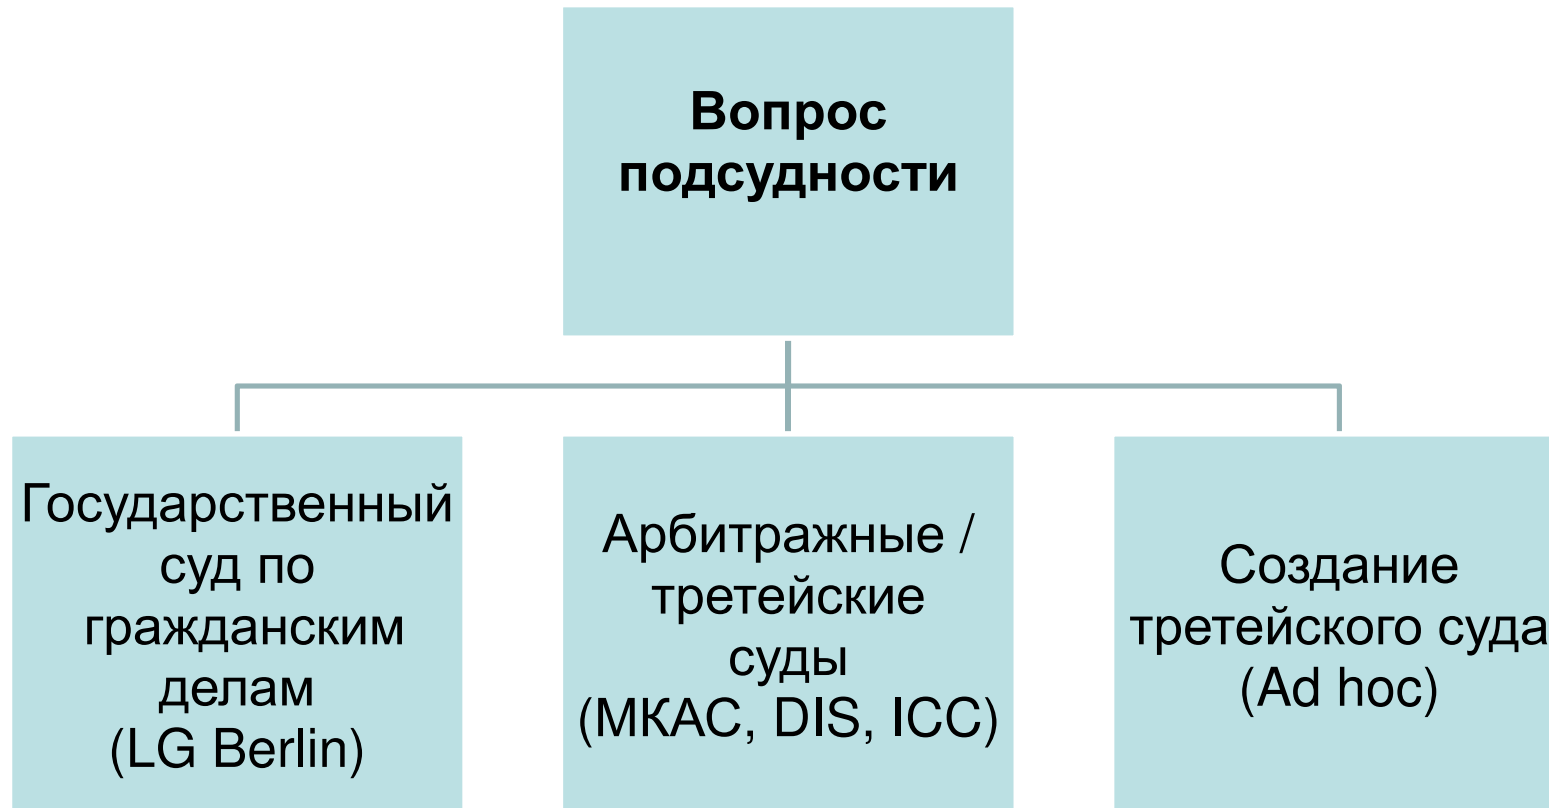 Вопрос
подсудности
Государственный
суд по
гражданским
делам
(LG Berlin)
Арбитражные /
третейские
суды
(МКАС, DIS, ICC)
Создание
третейского суда
(Ad hoc)